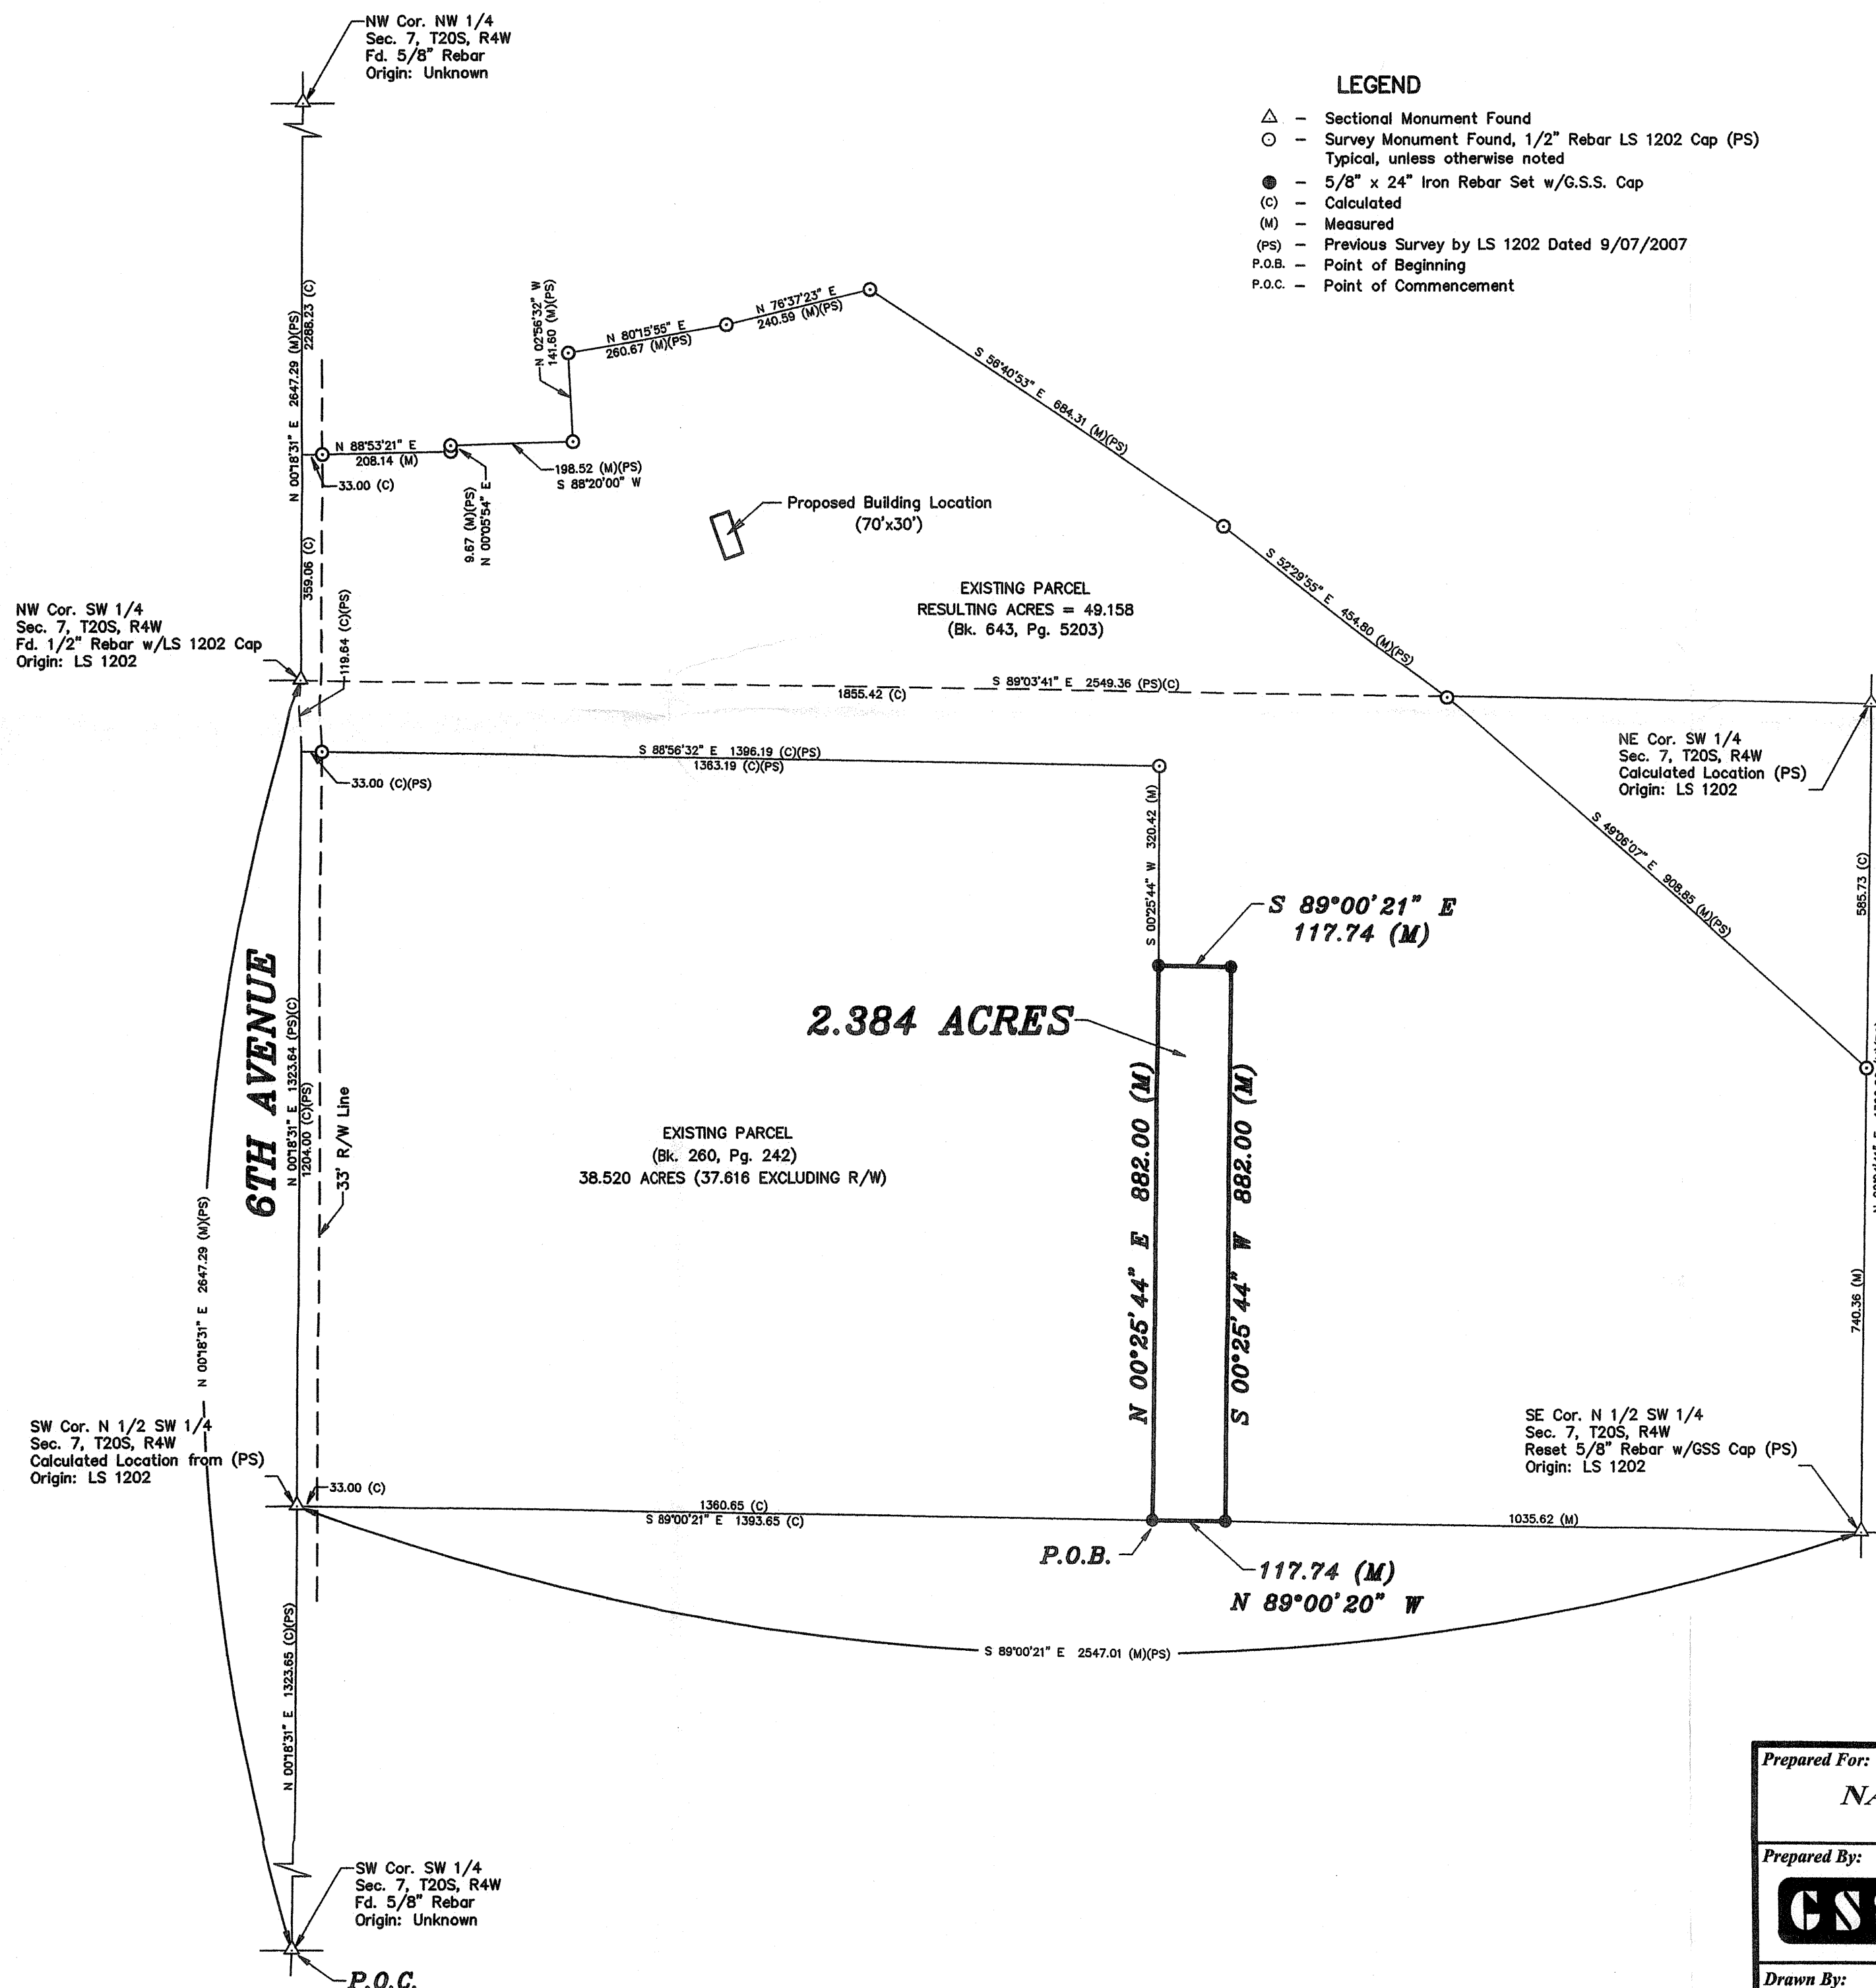 NW Cor. NW 1/4
Sec. 7, T20S, R4W
Fd. 5/8" Rebar
Origin: Unknown
LEGEND
△ – Sectional Monument Found
⊙ – Survey Monument Found, 1/2" Rebar LS 1202 Cap (PS)
Typical, unless otherwise noted
● – 5/8" x 24" Iron Rebar Set w/G.S.S. Cap
(C) – Calculated
(M) – Measured
(PS) – Previous Survey by LS 1202 Dated 9/07/2007
P.O.B. – Point of Beginning
P.O.C. – Point of Commencement
N 00°18'31" E 2647.29 (M)(PS)
2288.23 (C)
N 02°56'32" W
141.60 (M)(PS)
N 80°15'55" E
260.67 (M)(PS)
N 76°37'23" E
240.59 (M)(PS)
S 56°40'53" E 684.31 (M)(PS)
N 88°53'21" E
208.14 (M)
33.00 (C)
198.52 (M)(PS)
S 88°20'00" W
9.67 (M)(PS)
N 00°05'54" E
Proposed Building Location
(70'x30')
359.06 (C)
119.64 (C)(PS)
S 52°29'55" E 454.80 (M)(PS)
EXISTING PARCEL
RESULTING ACRES = 49.158
(Bk. 643, Pg. 5203)
NW Cor. SW 1/4
Sec. 7, T20S, R4W
Fd. 1/2" Rebar w/LS 1202 Cap
Origin: LS 1202
S 89°03'41" E 2549.36 (PS)(C)
1855.42 (C)
S 88°56'32" E 1396.19 (C)(PS)
1363.19 (C)(PS)
33.00 (C)(PS)
NE Cor. SW 1/4
Sec. 7, T20S, R4W
Calculated Location (PS)
Origin: LS 1202
S 00°25'44" W 320.42 (M)
S 49°06'07" E 908.85 (M)(PS)
585.73 (C)
S 89°00'21" E
117.74 (M)
2.384 ACRES
6TH AVENUE
N 00°18'31" E 1323.64 (PS)(C)
1204.00 (C)(PS)
33' R/W Line
N 00°25'44" E 882.00 (M)
S 00°25'44" W 882.00 (M)
EXISTING PARCEL
(Bk. 260, Pg. 242)
38.520 ACRES (37.616 EXCLUDING R/W)
N 00°18'31" E 2647.29 (M)(PS)
740.36 (M)
SW Cor. N 1/2 SW 1/4
Sec. 7, T20S, R4W
Calculated Location from (PS)
Origin: LS 1202
SE Cor. N 1/2 SW 1/4
Sec. 7, T20S, R4W
Reset 5/8" Rebar w/GSS Cap (PS)
Origin: LS 1202
33.00 (C)
1360.65 (C)
S 89°00'21" E 1393.65 (C)
1035.62 (M)
P.O.B.
117.74 (M)
N 89°00'20" W
S 89°00'21" E 2547.01 (M)(PS)
N 00°18'31" E 1323.65 (C)(PS)
Prepared For:
NA
Prepared By:
GS
SW Cor. SW 1/4
Sec. 7, T20S, R4W
Fd. 5/8" Rebar
Origin: Unknown
P.O.C.
Drawn By: